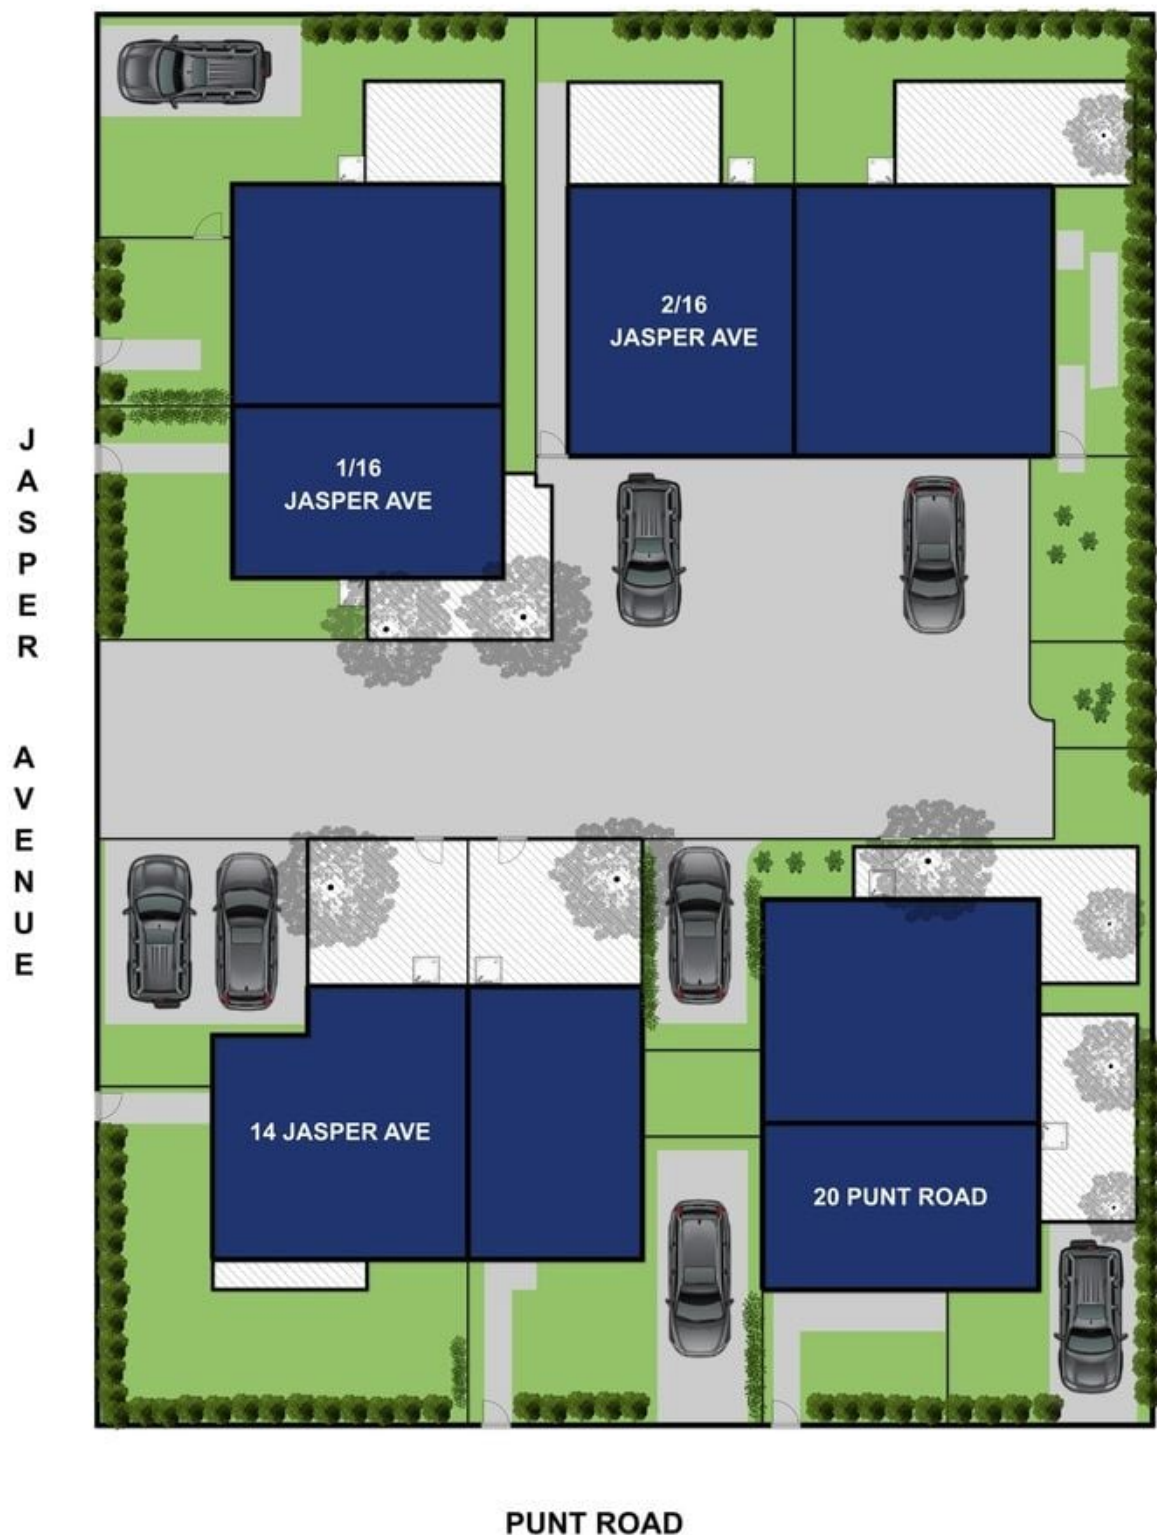 2/16
JASPER AVE
1/16
JASPER AVE
JASPER AVENUE
14 JASPER AVE
20 PUNT ROAD
PUNT ROAD